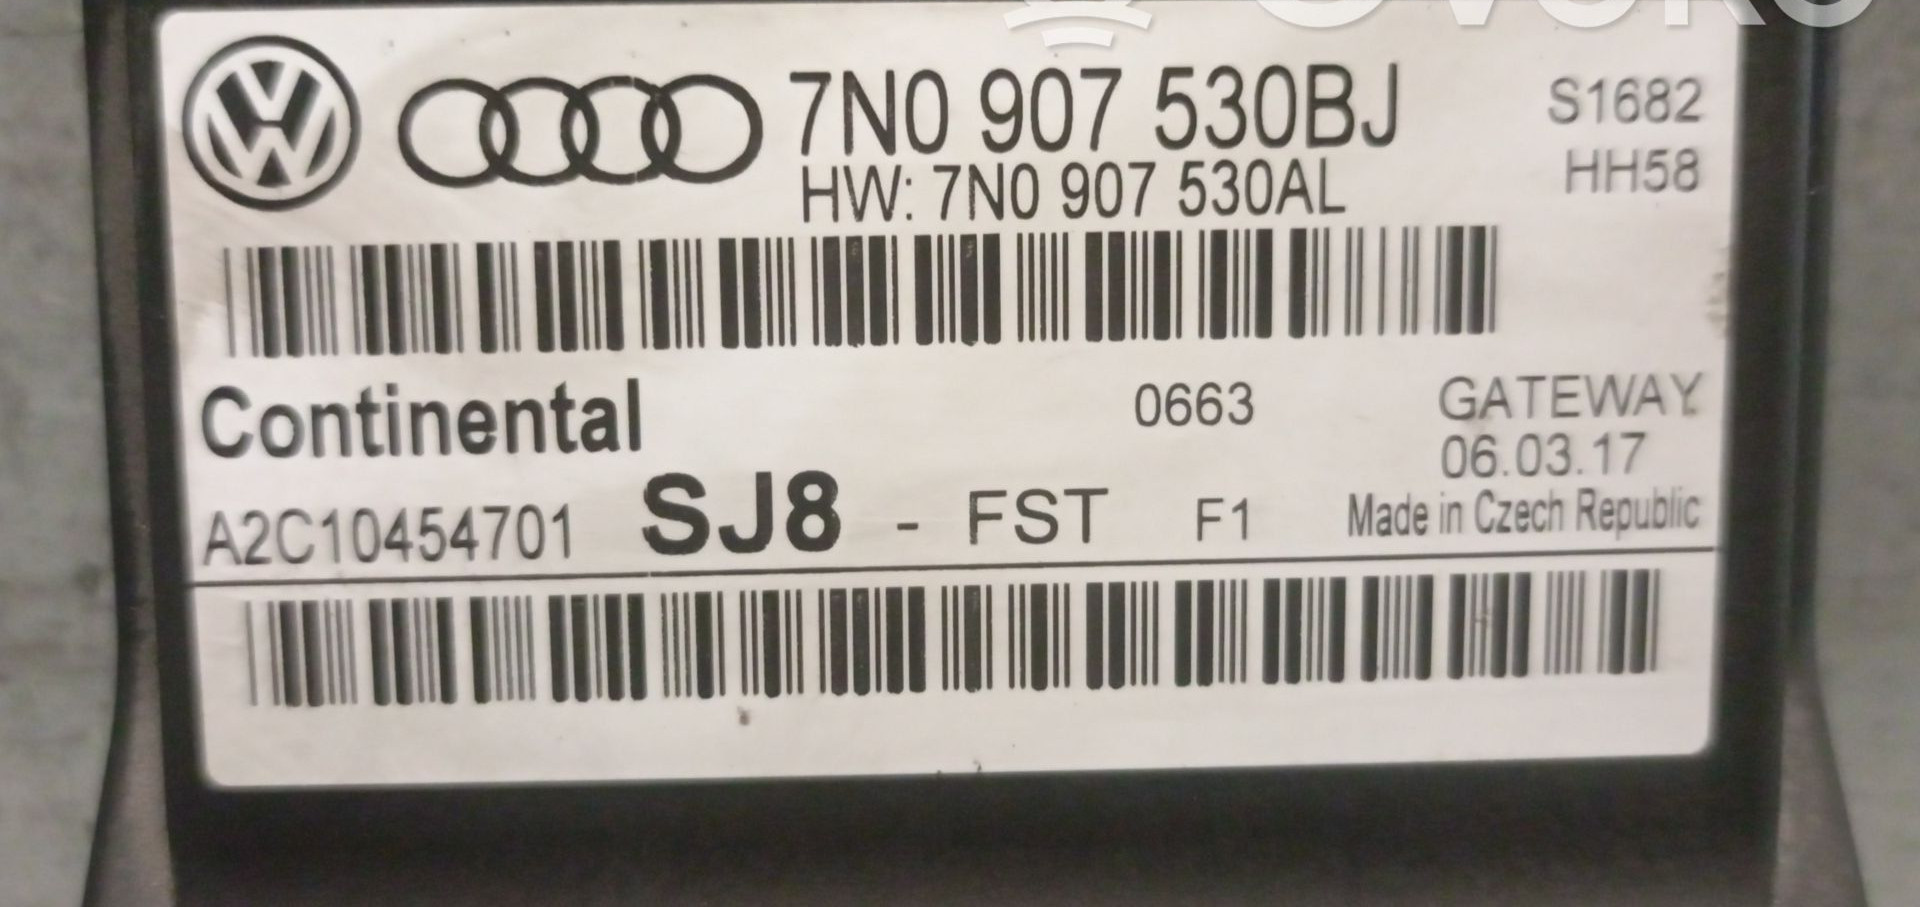 7N0 907 530BJ
S1682
HW: 7N0 907 530AL
HH58
Continental
0663
GATEWAY
06.03.17
A2C10454701 SJ8 - FST F1
Made in Czech Republic